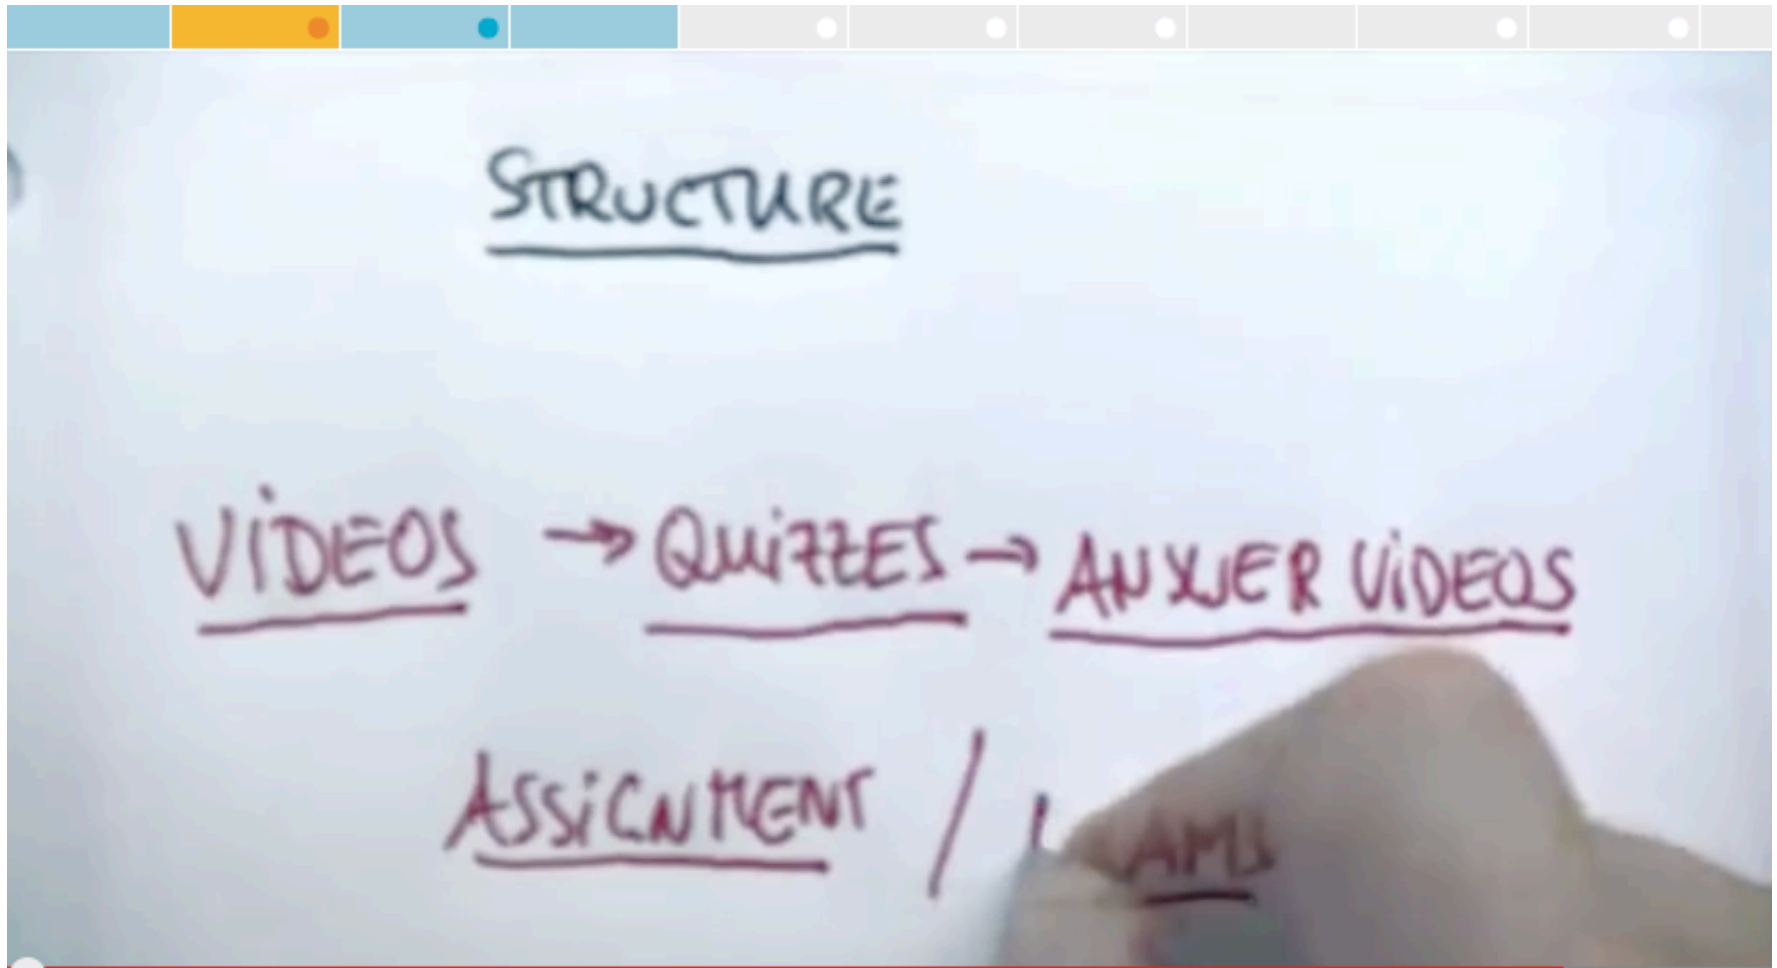 STRUCTURE
VIDEOS → QUIZZES → ANSWER VIDEOS
ASSIGNMENT /